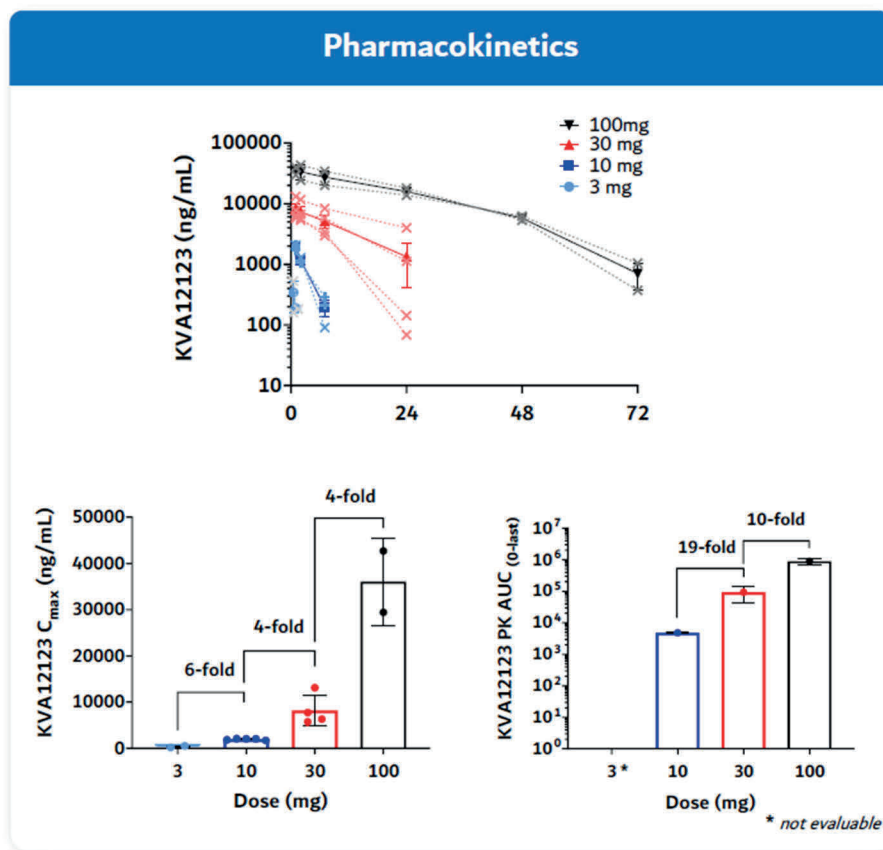 Pharmacokinetics
KVA12123 (ng/mL)
100000
10000
1000
100
10
0
24
48
72
100mg
30 mg
10 mg
3 mg
KVA12123 Cmax (ng/mL)
50000
40000
30000
20000
10000
0
6-fold
4-fold
4-fold
3
10
30
100
Dose (mg)
KVA12123 PK AUC (0-last)
10⁷
10⁶
10⁵
10⁴
10³
10²
10¹
10⁰
19-fold
10-fold
3 *
10
30
100
Dose (mg)
* not evaluable